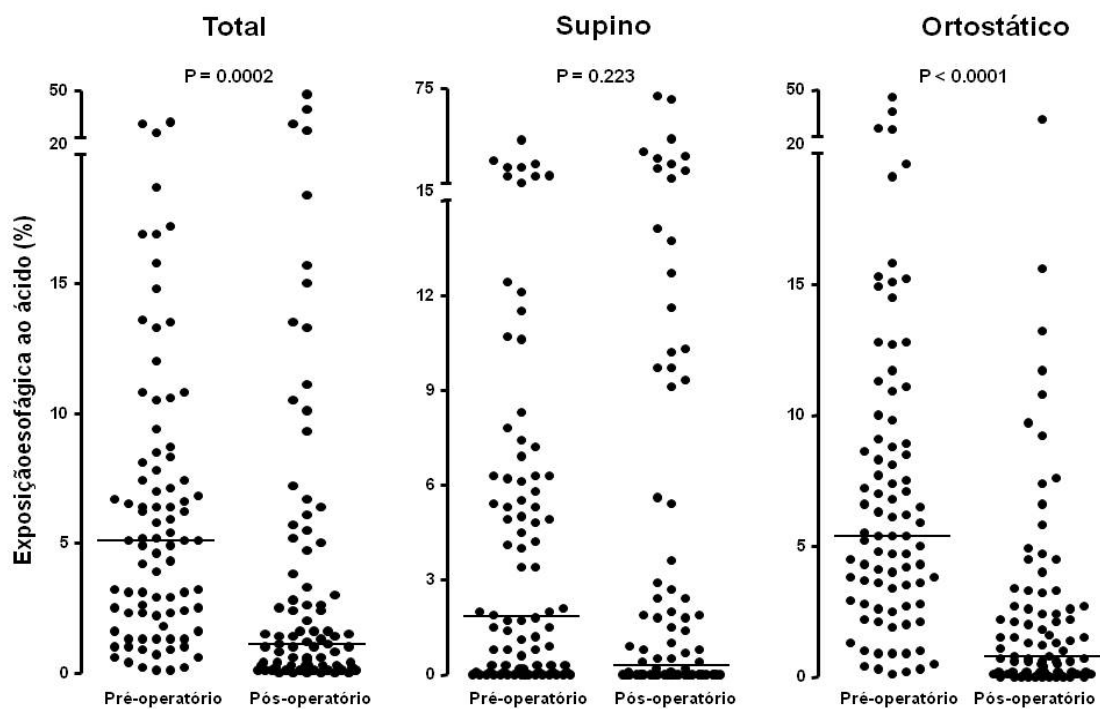 Total
Supino
Ortostático
P = 0.0002
P = 0.223
P < 0.0001
Exposiçãoesofágica ao ácido (%)
50
20
15
10
5
0
75
15
12
9
6
3
0
50
20
15
10
5
0
Pré-operatório Pós-operatório
Pré-operatório Pós-operatório
Pré-operatório Pós-operatório